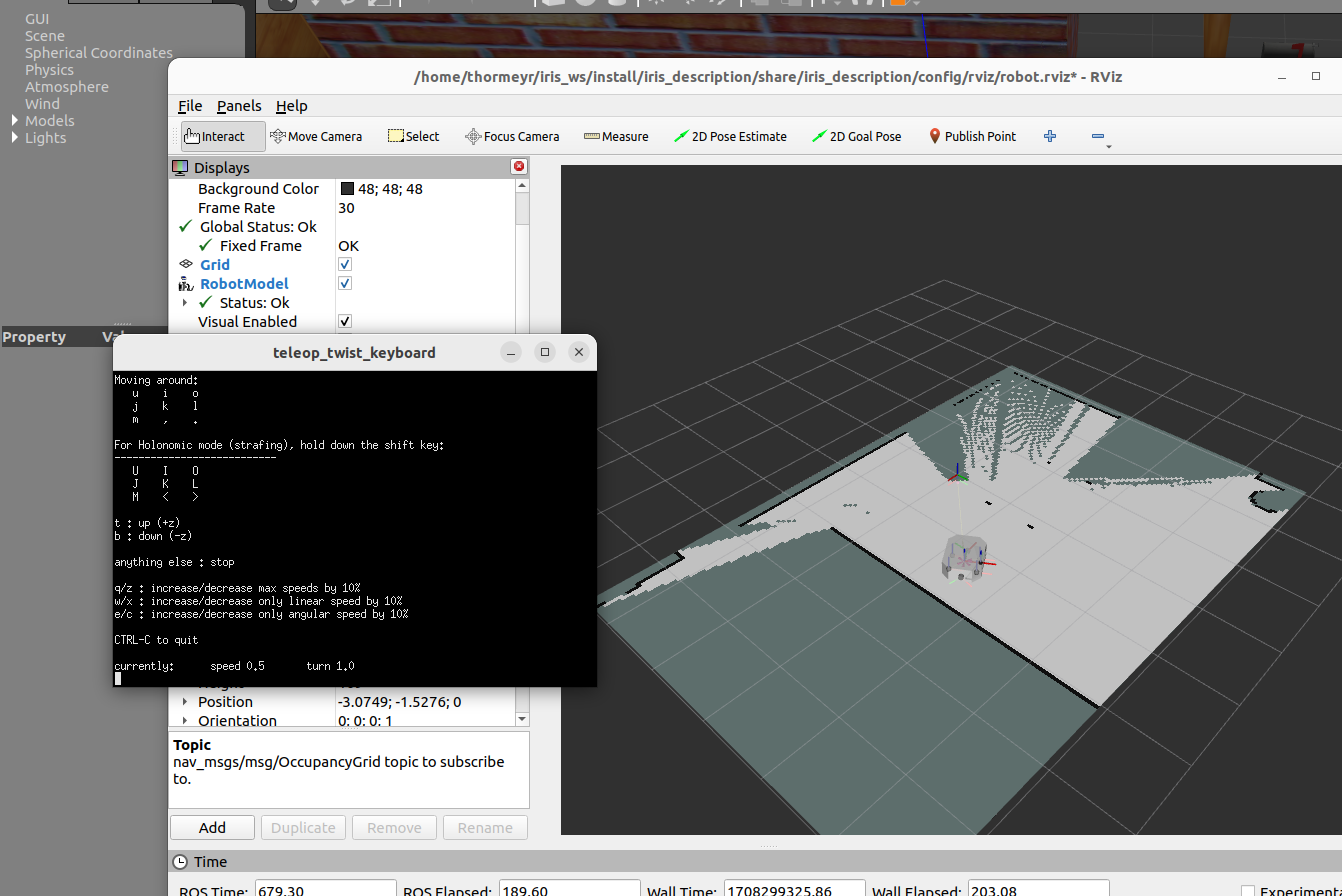 GUI
Scene
Spherical Coordinates
Physics
Atmosphere
Wind
Models
Lights
Property
/home/thormeyr/iris_ws/install/iris_description/share/iris_description/config/rviz/robot.rviz* - RViz
File Panels Help
Interact Move Camera Select Focus Camera Measure 2D Pose Estimate 2D Goal Pose Publish Point
Displays
Background Color 48; 48; 48
Frame Rate 30
Global Status: Ok
Fixed Frame OK
Grid
RobotModel
Status: Ok
Visual Enabled
teleop_twist_keyboard
Moving around:
u i o
j k l
m , .
For Holonomic mode (strafing), hold down the shift key:
---------------------------
U I O
J K L
M < >
t : up (+z)
b : down (-z)
anything else : stop
q/z : increase/decrease max speeds by 10%
w/x : increase/decrease only linear speed by 10%
e/c : increase/decrease only angular speed by 10%
CTRL-C to quit
currently: speed 0.5 turn 1.0
Position -3.0749; -1.5276; 0
Orientation 0; 0; 0; 1
Topic
nav_msgs/msg/OccupancyGrid topic to subscribe
to.
Add Duplicate Remove Rename
Time
ROS Time: 679.30 ROS Elapsed: 189.60 Wall Time: 1708299325.86 Wall Elapsed: 203.08